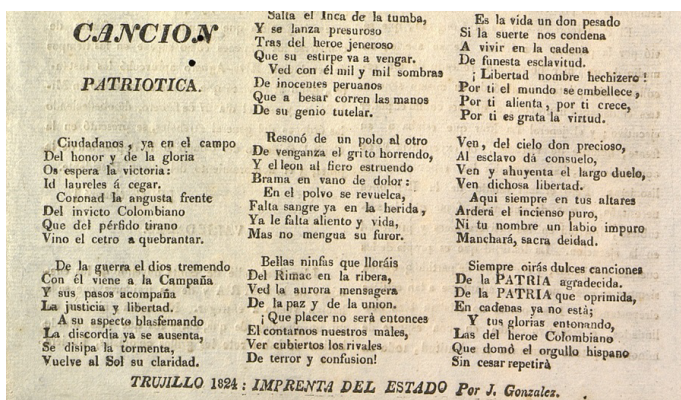 CANCION
PATRIOTICA.
Ciudadanos, ya en el campo
Del honor y de la gloria
Os espera la victoria:
Id laureles á cegar.
Coronad la angusta frente
Del invicto Colombiano
Que del pérfido tirano
Vino el cetro a quebrantar.
De la guerra el dios tremendo
Con él viene a la Campaña
Y sus pasos acompaña
La justicia y libertad.
A su aspecto blasfemando
La discordia ya se ausenta,
Se disipa la tormenta,
Vuelve al Sol su claridad.
Salta el Inca de la tumba,
Y se lanza presuroso
Tras del heroe jeneroso
Que su estirpe va a vengar.
Ved con él mil y mil sombras
De inocentes peruanos
Que a besar corren las manos
De su genio tutelar.
Resonó de un polo al otro
De venganza el grito horrendo,
Y el leon al fiero estruendo
Brama en vano de dolor:
En el polvo se revuelca,
Falta sangre ya en la herida,
Ya le falta aliento y vida,
Mas no mengua su furor.
Bellas ninfas que lloráis
Del Rimac en la ribera,
Ved la aurora mensagera
De la paz y de la union.
¡Que placer no será entonces
El contarnos nuestros males,
Ver cubiertos los rivales
De terror y confusion!
Es la vida un don pesado
Si la suerte nos condena
A vivir en la cadena
De funesta esclavitud.
¡Libertad nombre hechizero!
Por ti el mundo se embellece,
Por ti alienta, por ti crece,
Por ti es grata la virtud.
Ven, del cielo don precioso,
Al esclavo dá consuelo,
Ven y ahuyenta el largo duelo,
Ven dichosa libertad.
Aqui siempre en tus altares
Arderá el incienso puro,
Ni tu nombre un labio impuro
Manchará, sacra deidad.
Siempre oirás dulces canciones
De la PATRIA agradecida.
De la PATRIA que oprimida,
En cadenas ya no está;
Y tus glorias entonando,
Las del heroe Colombiano
Que domó el orgullo hispano
Sin cesar repetirá
TRUJILLO 1824: IMPRENTA DEL ESTADO Por J. Gonzalez.